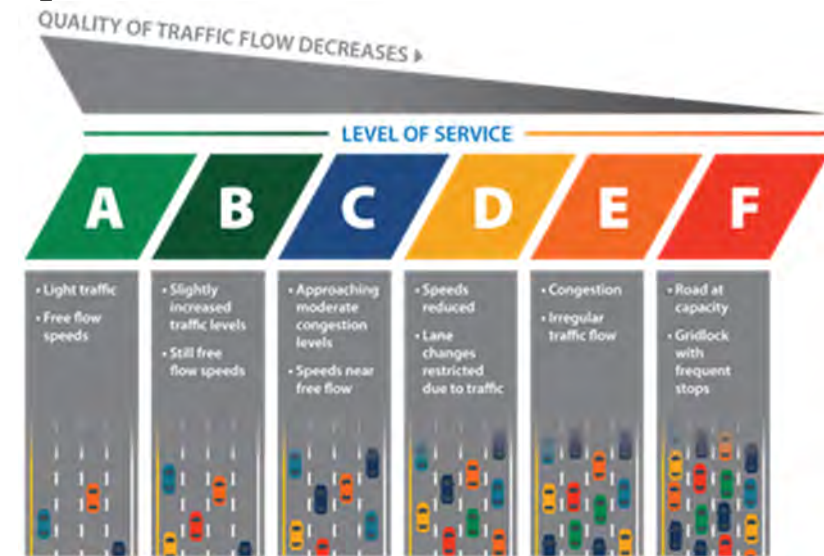 QUALITY OF TRAFFIC FLOW DECREASES
LEVEL OF SERVICE
A
B
C
D
E
F
• Light traffic
• Free flow
speeds
• Slightly
increased
traffic levels
• Still free
flow speeds
• Approaching
moderate
congestion
levels
• Speeds near
free flow
• Speeds
reduced
• Lane
changes
restricted
due to traffic
• Congestion
• Irregular
traffic flow
• Road at
capacity
• Gridlock
with
frequent
stops